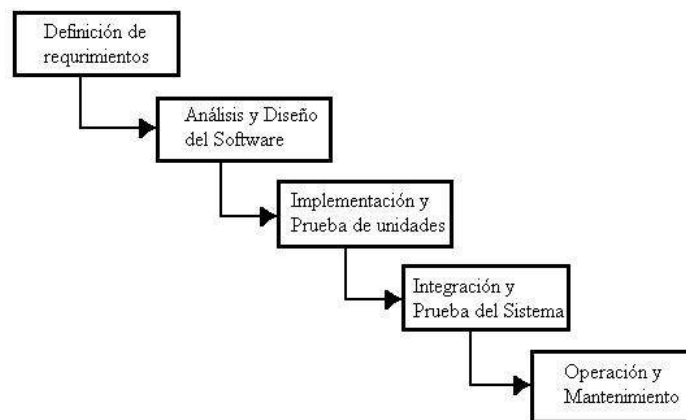 Definición de
requrimientos
Análisis y Diseño
del Software
Implementación y
Prueba de unidades
Integración y
Prueba del Sistema
Operación y
Mantenimiento